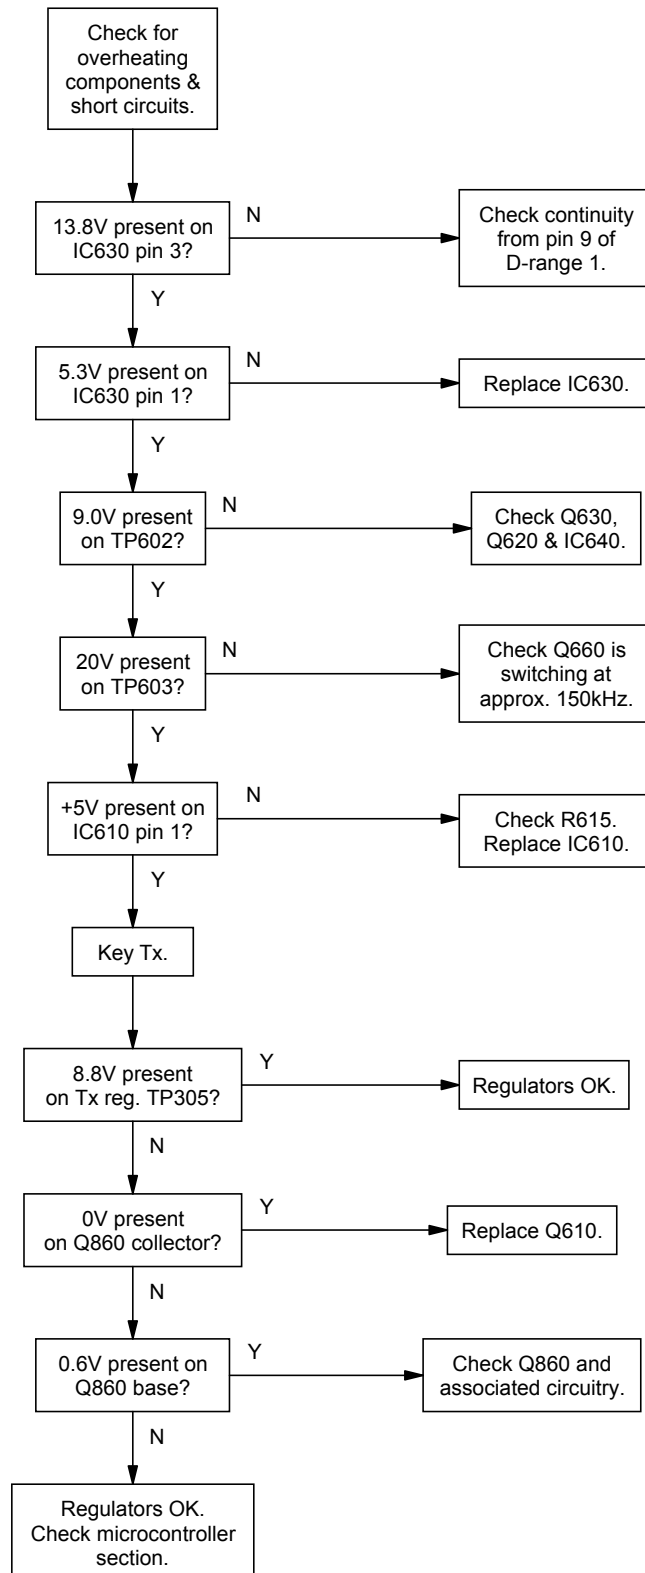 Check for
overheating
components &
short circuits.
13.8V present on
IC630 pin 3?
N
Check continuity
from pin 9 of
D-range 1.
Y
5.3V present on
IC630 pin 1?
N
Replace IC630.
Y
9.0V present
on TP602?
N
Check Q630,
Q620 & IC640.
Y
20V present
on TP603?
N
Check Q660 is
switching at
approx. 150kHz.
Y
+5V present on
IC610 pin 1?
N
Check R615.
Replace IC610.
Y
Key Tx.
8.8V present
on Tx reg. TP305?
Y
Regulators OK.
N
0V present
on Q860 collector?
Y
Replace Q610.
N
0.6V present on
Q860 base?
Y
Check Q860 and
associated circuitry.
N
Regulators OK.
Check microcontroller
section.